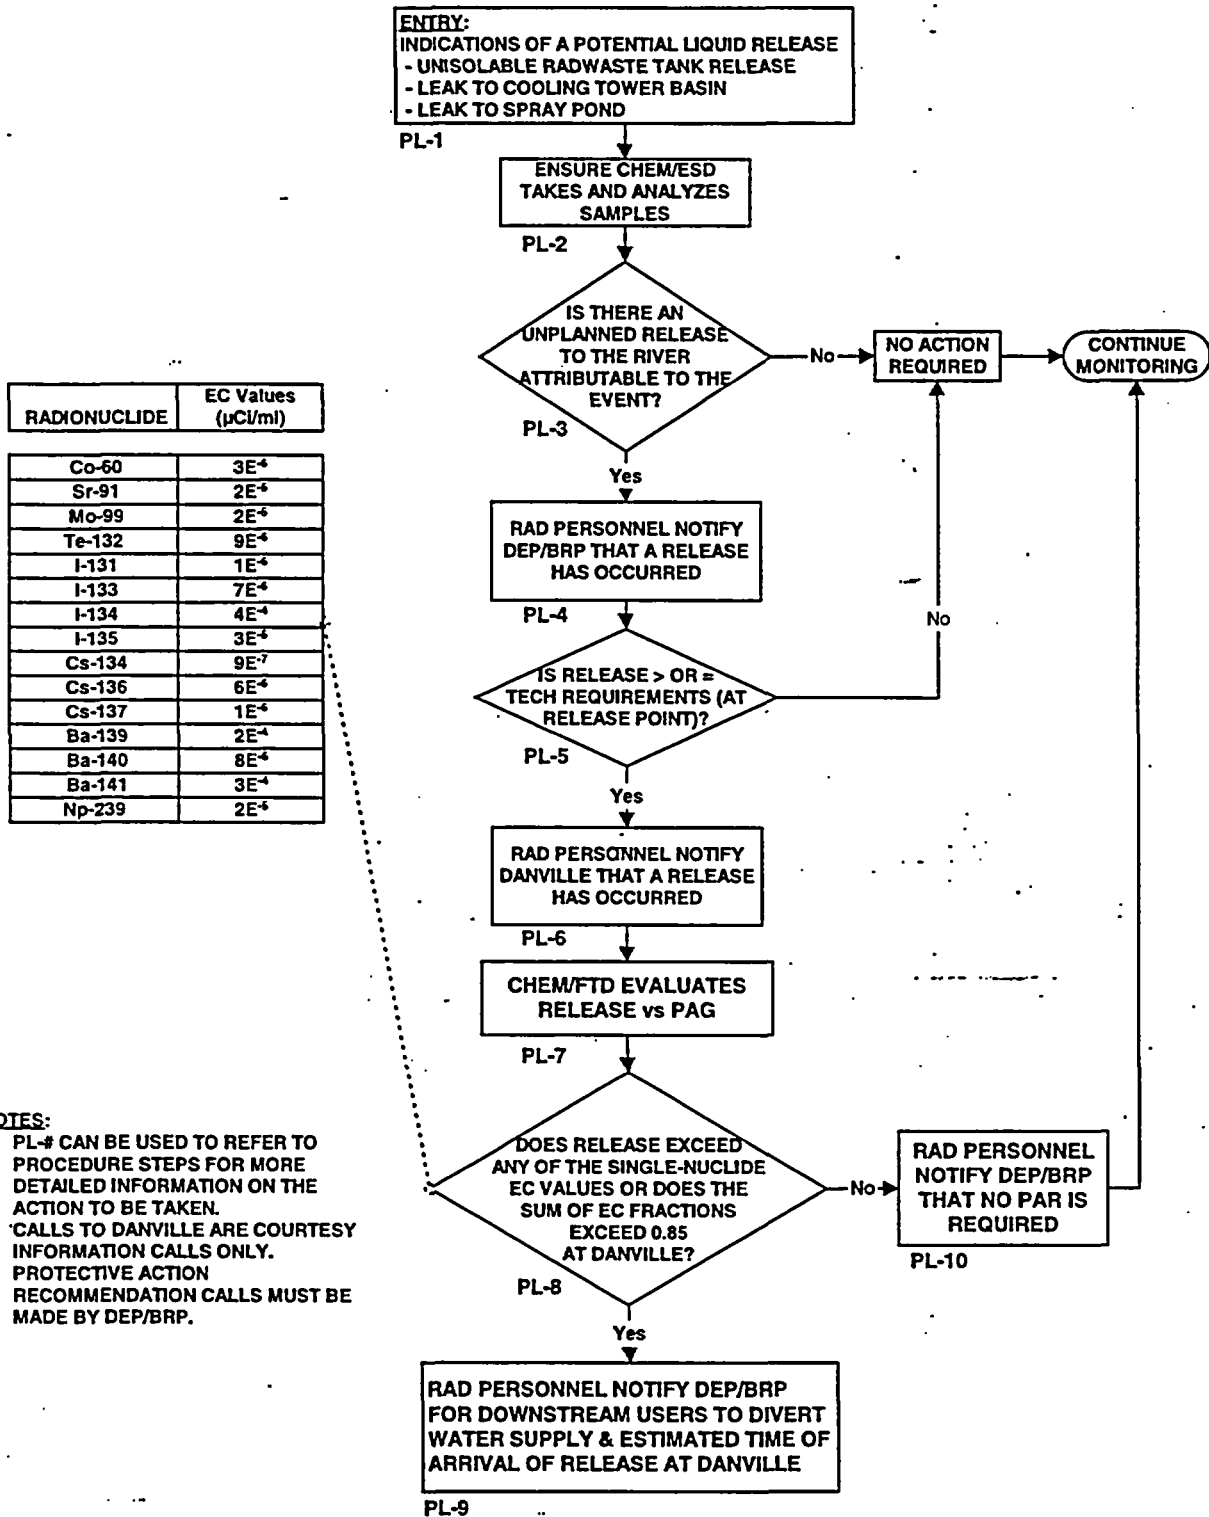 ENTRY:
INDICATIONS OF A POTENTIAL LIQUID RELEASE
- UNISOLABLE RADWASTE TANK RELEASE
- LEAK TO COOLING TOWER BASIN
- LEAK TO SPRAY POND
PL-1
ENSURE CHEM/ESD
TAKES AND ANALYZES
SAMPLES
PL-2
IS THERE AN
UNPLANNED RELEASE
TO THE RIVER
ATTRIBUTABLE TO THE
EVENT?
PL-3
No
NO ACTION
REQUIRED
CONTINUE
MONITORING
Yes
RAD PERSONNEL NOTIFY
DEP/BRP THAT A RELEASE
HAS OCCURRED
PL-4
No
IS RELEASE > OR =
TECH REQUIREMENTS (AT
RELEASE POINT)?
PL-5
Yes
RAD PERSONNEL NOTIFY
DANVILLE THAT A RELEASE
HAS OCCURRED
PL-6
CHEM/FTD EVALUATES
RELEASE vs PAG
PL-7
DOES RELEASE EXCEED
ANY OF THE SINGLE-NUCLIDE
EC VALUES OR DOES THE
SUM OF EC FRACTIONS
EXCEED 0.85
AT DANVILLE?
PL-8
No
RAD PERSONNEL
NOTIFY DEP/BRP
THAT NO PAR IS
REQUIRED
PL-10
Yes
RAD PERSONNEL NOTIFY DEP/BRP
FOR DOWNSTREAM USERS TO DIVERT
WATER SUPPLY & ESTIMATED TIME OF
ARRIVAL OF RELEASE AT DANVILLE
PL-9
RADIONUCLIDE EC Values (µCi/ml)
Co-60
Sr-91
Mo-99
Te-132
I-131
I-133
I-134 4E-4
I-135
Cs-134 9E-7
Cs-136
Cs-137
Ba-139 2E-4
Ba-140
Ba-141 3E-4
Np-239
OTES:
PL-# CAN BE USED TO REFER TO
PROCEDURE STEPS FOR MORE
DETAILED INFORMATION ON THE
ACTION TO BE TAKEN.
CALLS TO DANVILLE ARE COURTESY
INFORMATION CALLS ONLY.
PROTECTIVE ACTION
RECOMMENDATION CALLS MUST BE
MADE BY DEP/BRP.